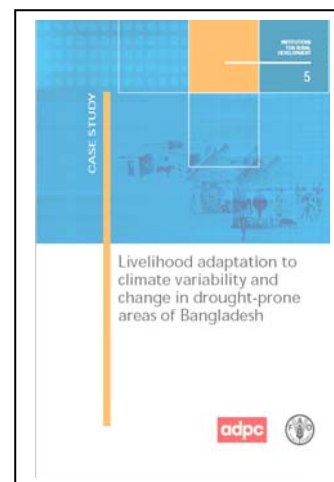 INSTITUTIONS
FOR RURAL
DEVELOPMENT
5
CASE STUDY
Livelihood adaptation to
climate variability and
change in drought-prone
areas of Bangladesh
adpc